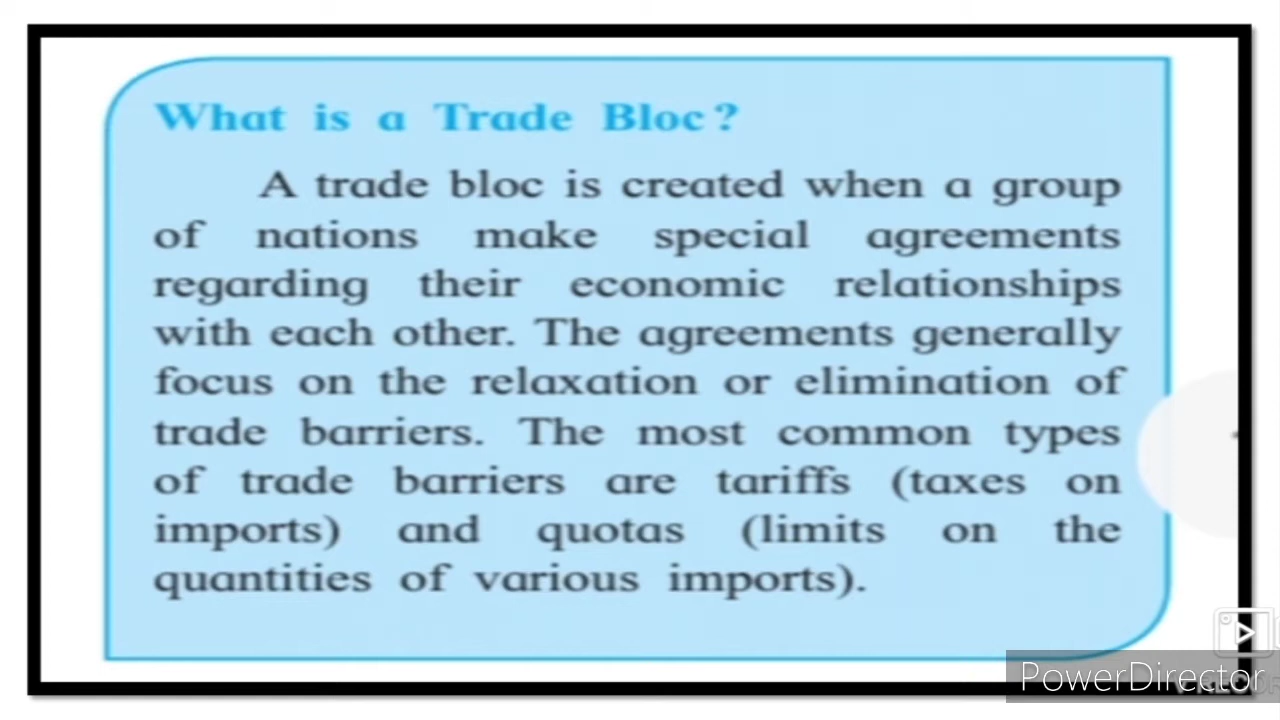 What is a Trade Bloc?
A trade bloc is created when a group
of nations make special agreements
regarding their economic relationships
with each other. The agreements generally
focus on the relaxation or elimination of
trade barriers. The most common types
of trade barriers are tariffs (taxes on
imports) and quotas (limits on the
quantities of various imports).
PowerDirector